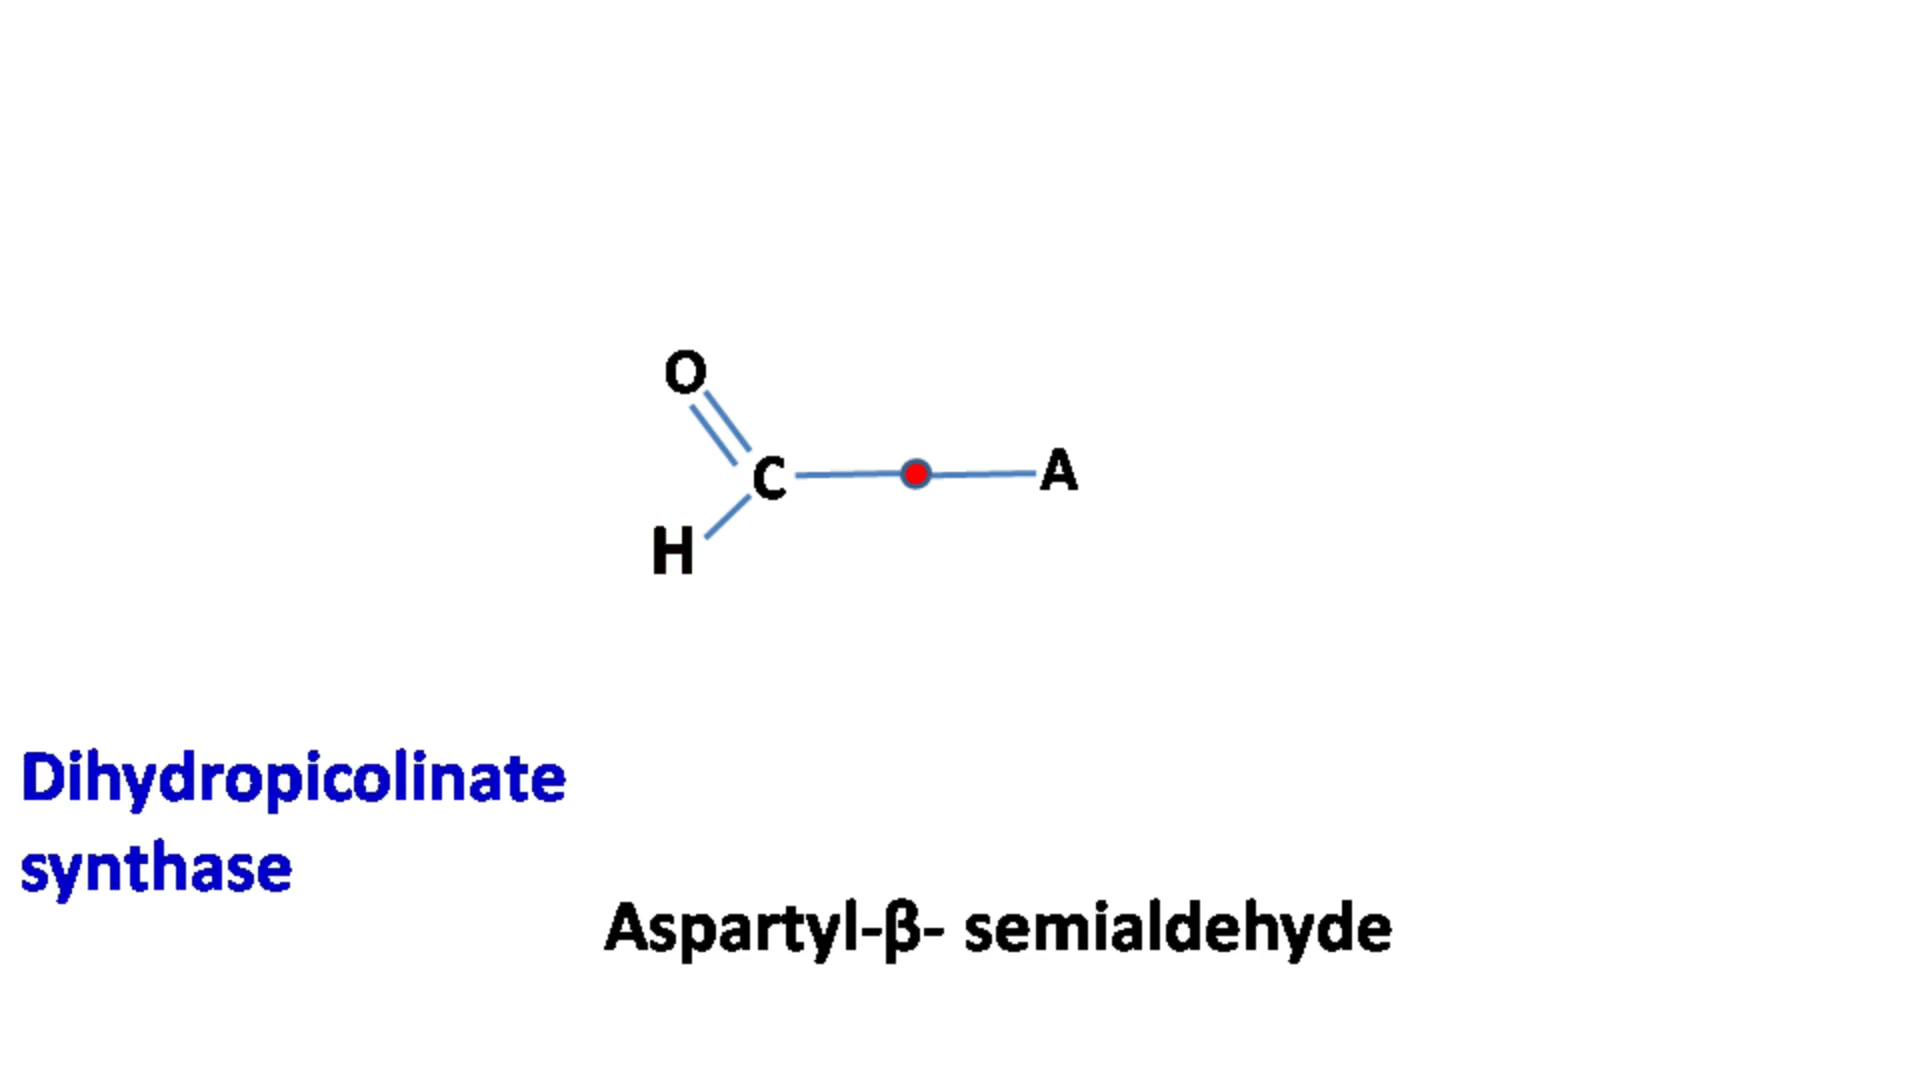 O
C
A
H
Dihydropicolinate
synthase
Aspartyl-β- semialdehyde